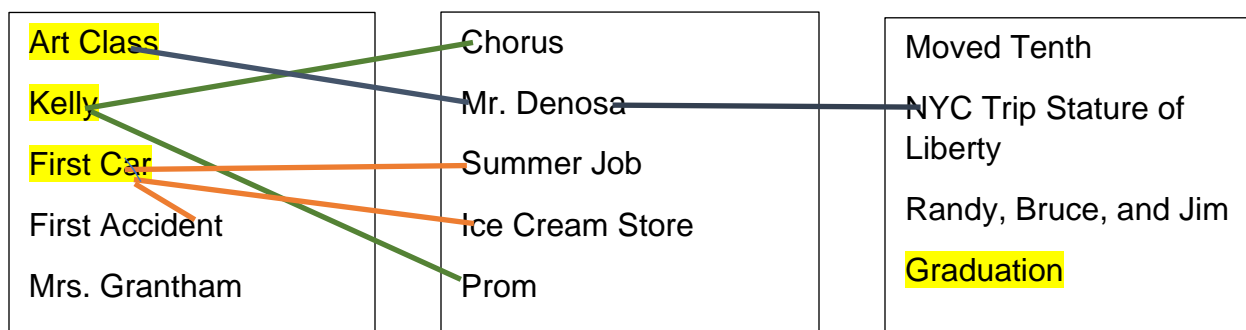 Art Class
Kelly
First Car
First Accident
Mrs. Grantham
Chorus
Mr. Denosa
Summer Job
Ice Cream Store
Prom
Moved Tenth
NYC Trip Stature of
Liberty
Randy, Bruce, and Jim
Graduation